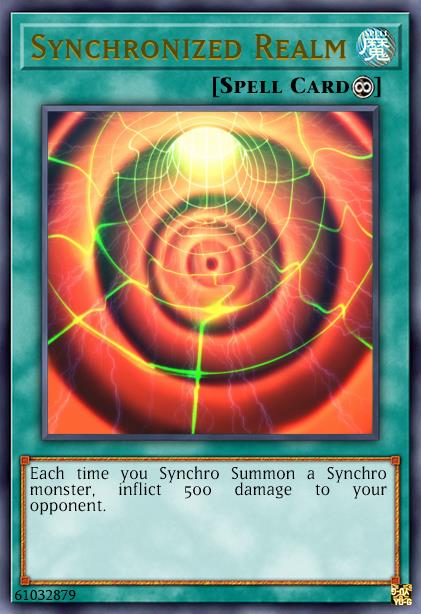 Synchronized Realm
SPELL
魔
[Spell Card]
Each time you Synchro Summon a Synchro
monster, inflict 500 damage to your
opponent.
61032879